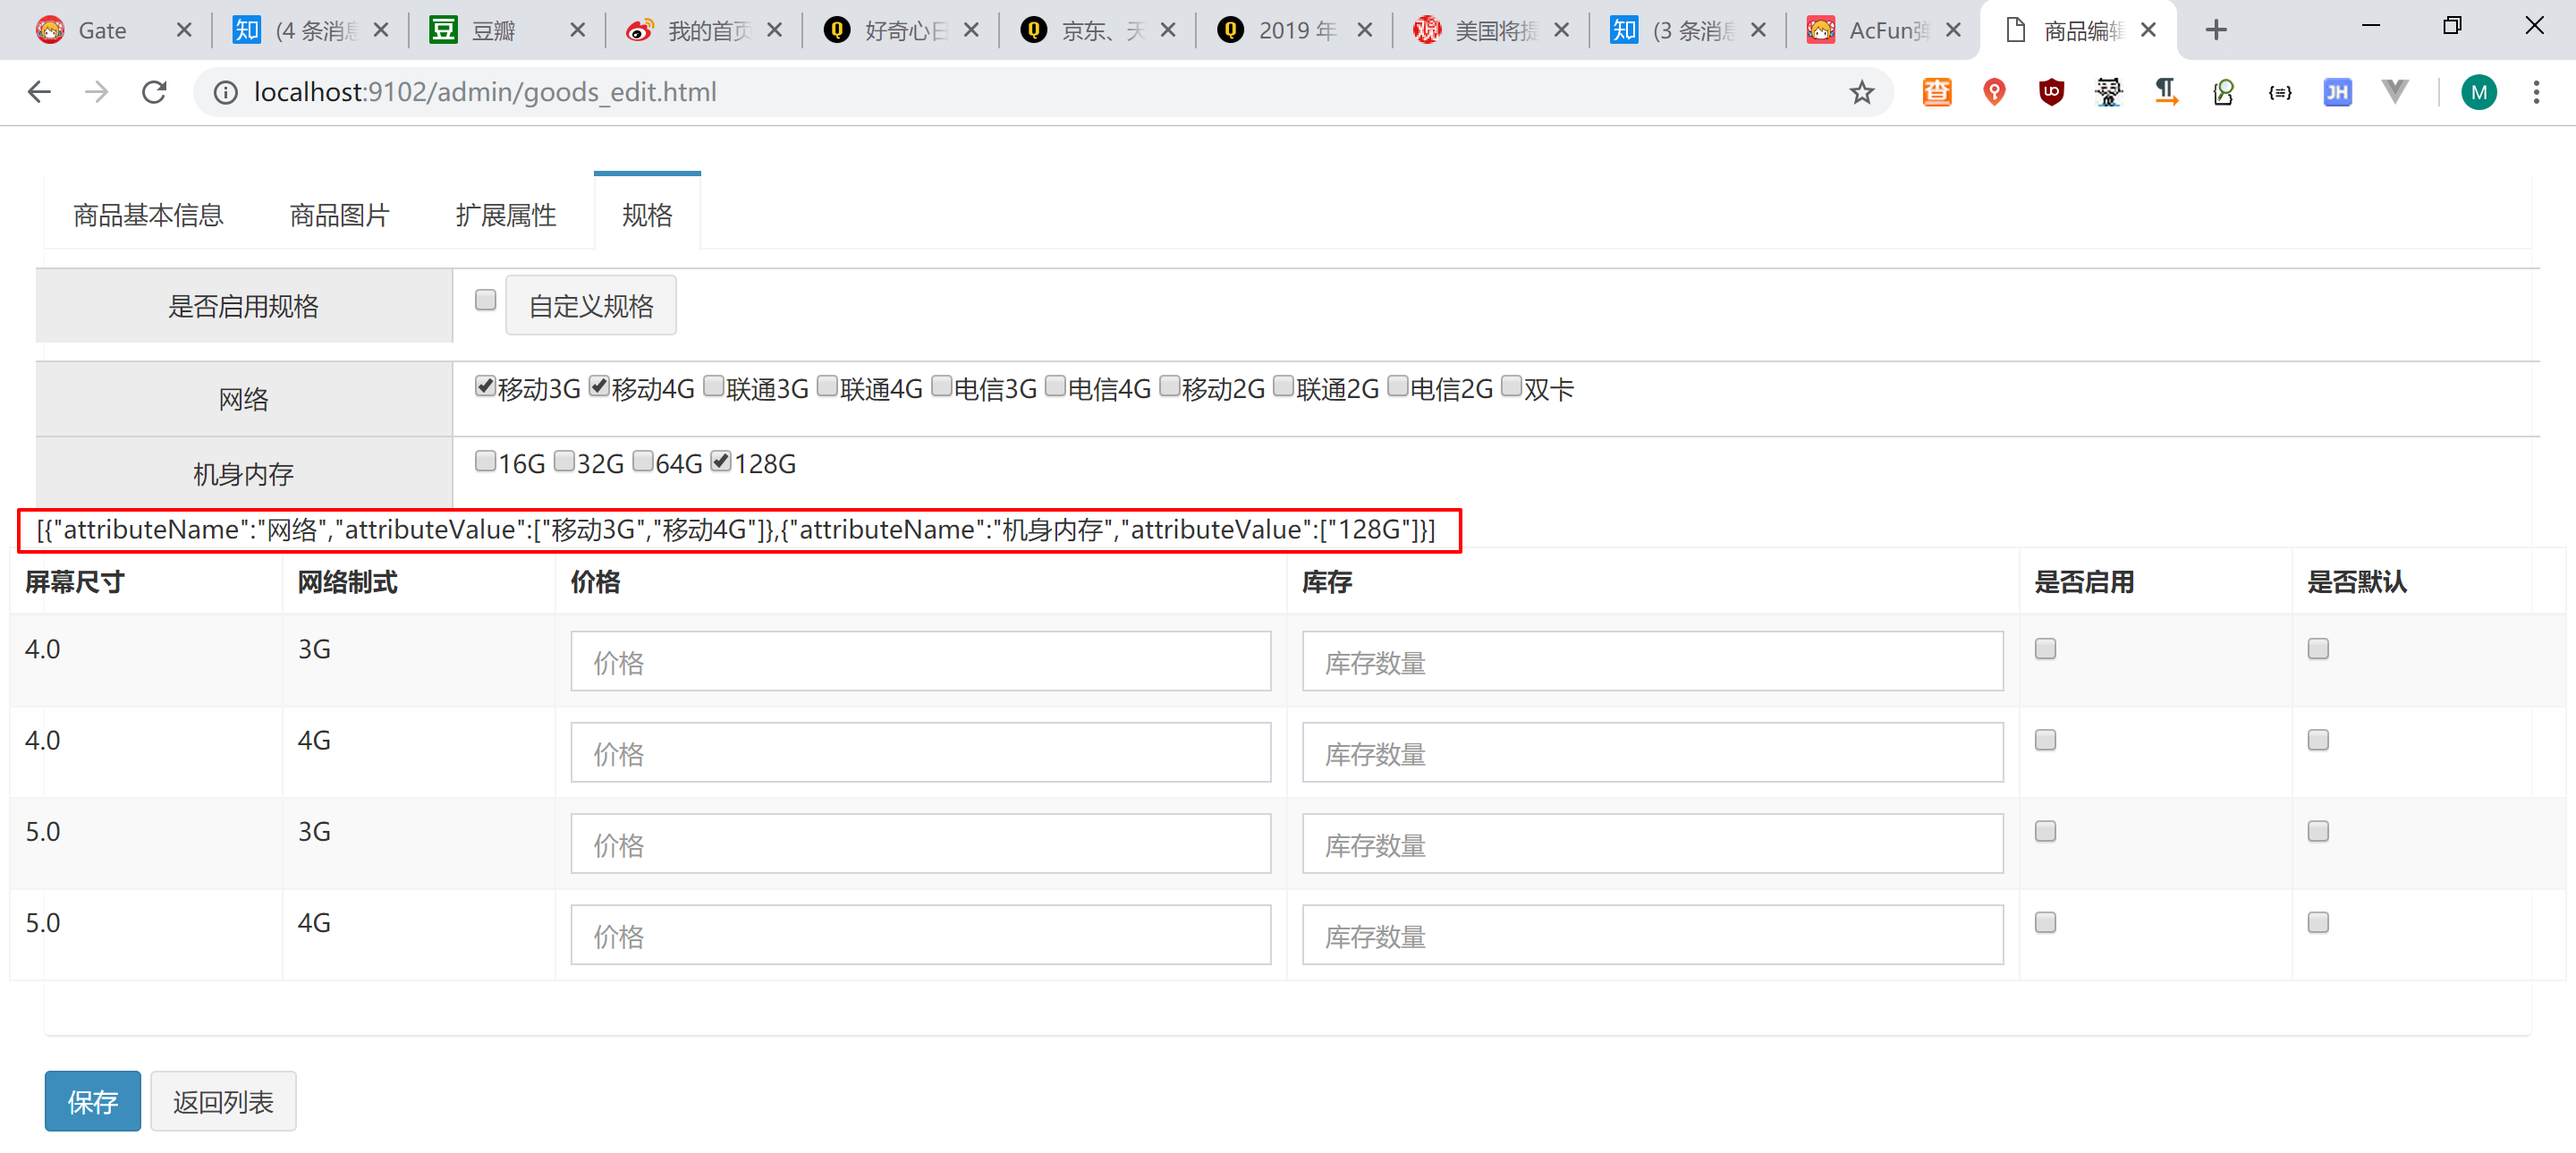 Gate (4 条消息 豆瓣 我的首页 好奇心日 京东、天 2019 年 美国将提 (3 条消息 AcFun弹 商品编辑
localhost:9102/admin/goods_edit.html
商品基本信息 商品图片 扩展属性 规格
是否启用规格 自定义规格
网络 移动3G 移动4G 联通3G 联通4G 电信3G 电信4G 移动2G 联通2G 电信2G 双卡
机身内存 16G 32G 64G 128G
[{"attributeName":"网络","attributeValue":["移动3G","移动4G"]},{"attributeName":"机身内存","attributeValue":["128G"]}]
屏幕尺寸 网络制式 价格 库存 是否启用 是否默认
4.0 3G 价格 库存数量
4.0 4G 价格 库存数量
5.0 3G 价格 库存数量
5.0 4G 价格 库存数量
保存 返回列表